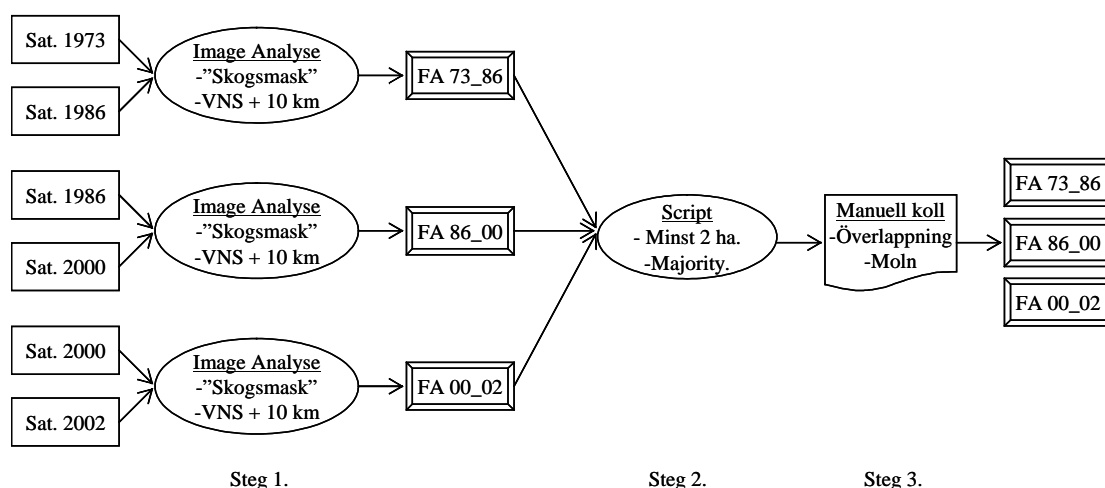 Sat. 1973
Sat. 1986
Image Analyse
-”Skogsmask”
-VNS + 10 km
FA 73_86
Sat. 1986
Sat. 2000
Image Analyse
-”Skogsmask”
-VNS + 10 km
FA 86_00
Sat. 2000
Sat. 2002
Image Analyse
-”Skogsmask”
-VNS + 10 km
FA 00_02
Script
- Minst 2 ha.
-Majority.
Manuell koll
-Överlappning
-Moln
FA 73_86
FA 86_00
FA 00_02
Steg 1.
Steg 2.
Steg 3.